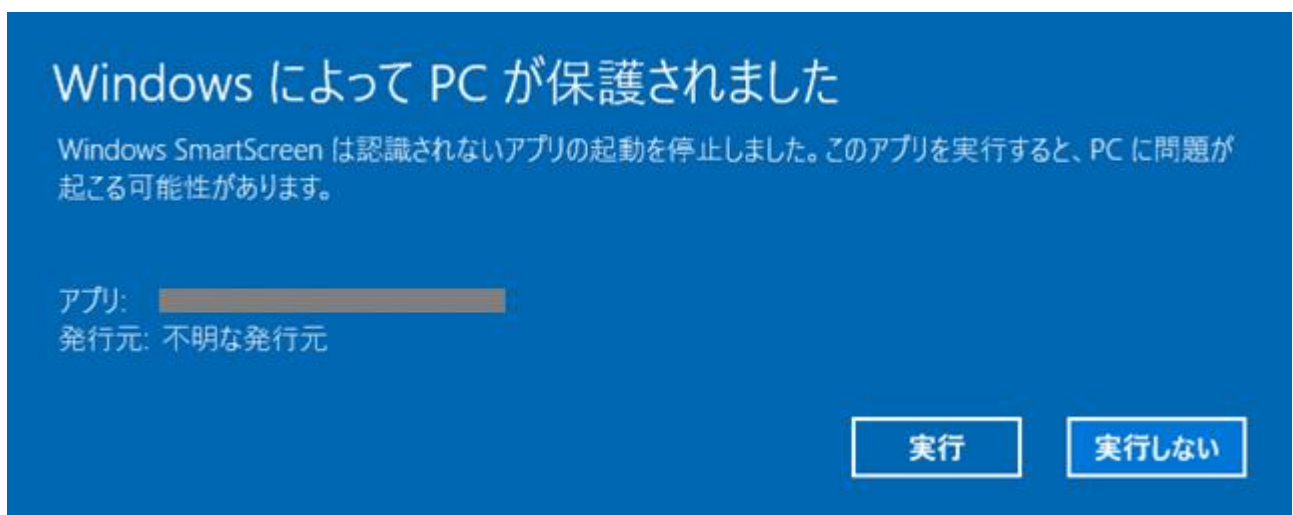 Windows によって PC が保護されました
Windows SmartScreen は認識されないアプリの起動を停止しました。このアプリを実行すると、PC に問題が
起こる可能性があります。
アプリ:
発行元: 不明な発行元
実行
実行しない